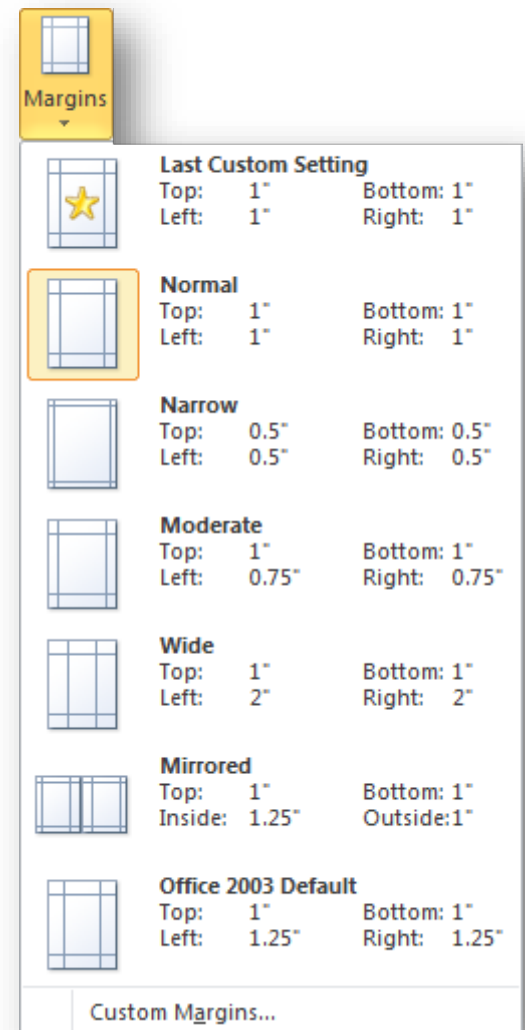 Margins
Last Custom Setting
Top: 1" Bottom: 1"
Left: 1" Right: 1"
Normal
Top: 1" Bottom: 1"
Left: 1" Right: 1"
Narrow
Top: 0.5" Bottom: 0.5"
Left: 0.5" Right: 0.5"
Moderate
Top: 1" Bottom: 1"
Left: 0.75" Right: 0.75"
Wide
Top: 1" Bottom: 1"
Left: 2" Right: 2"
Mirrored
Top: 1" Bottom: 1"
Inside: 1.25" Outside:1"
Office 2003 Default
Top: 1" Bottom: 1"
Left: 1.25" Right: 1.25"
Custom Margins...